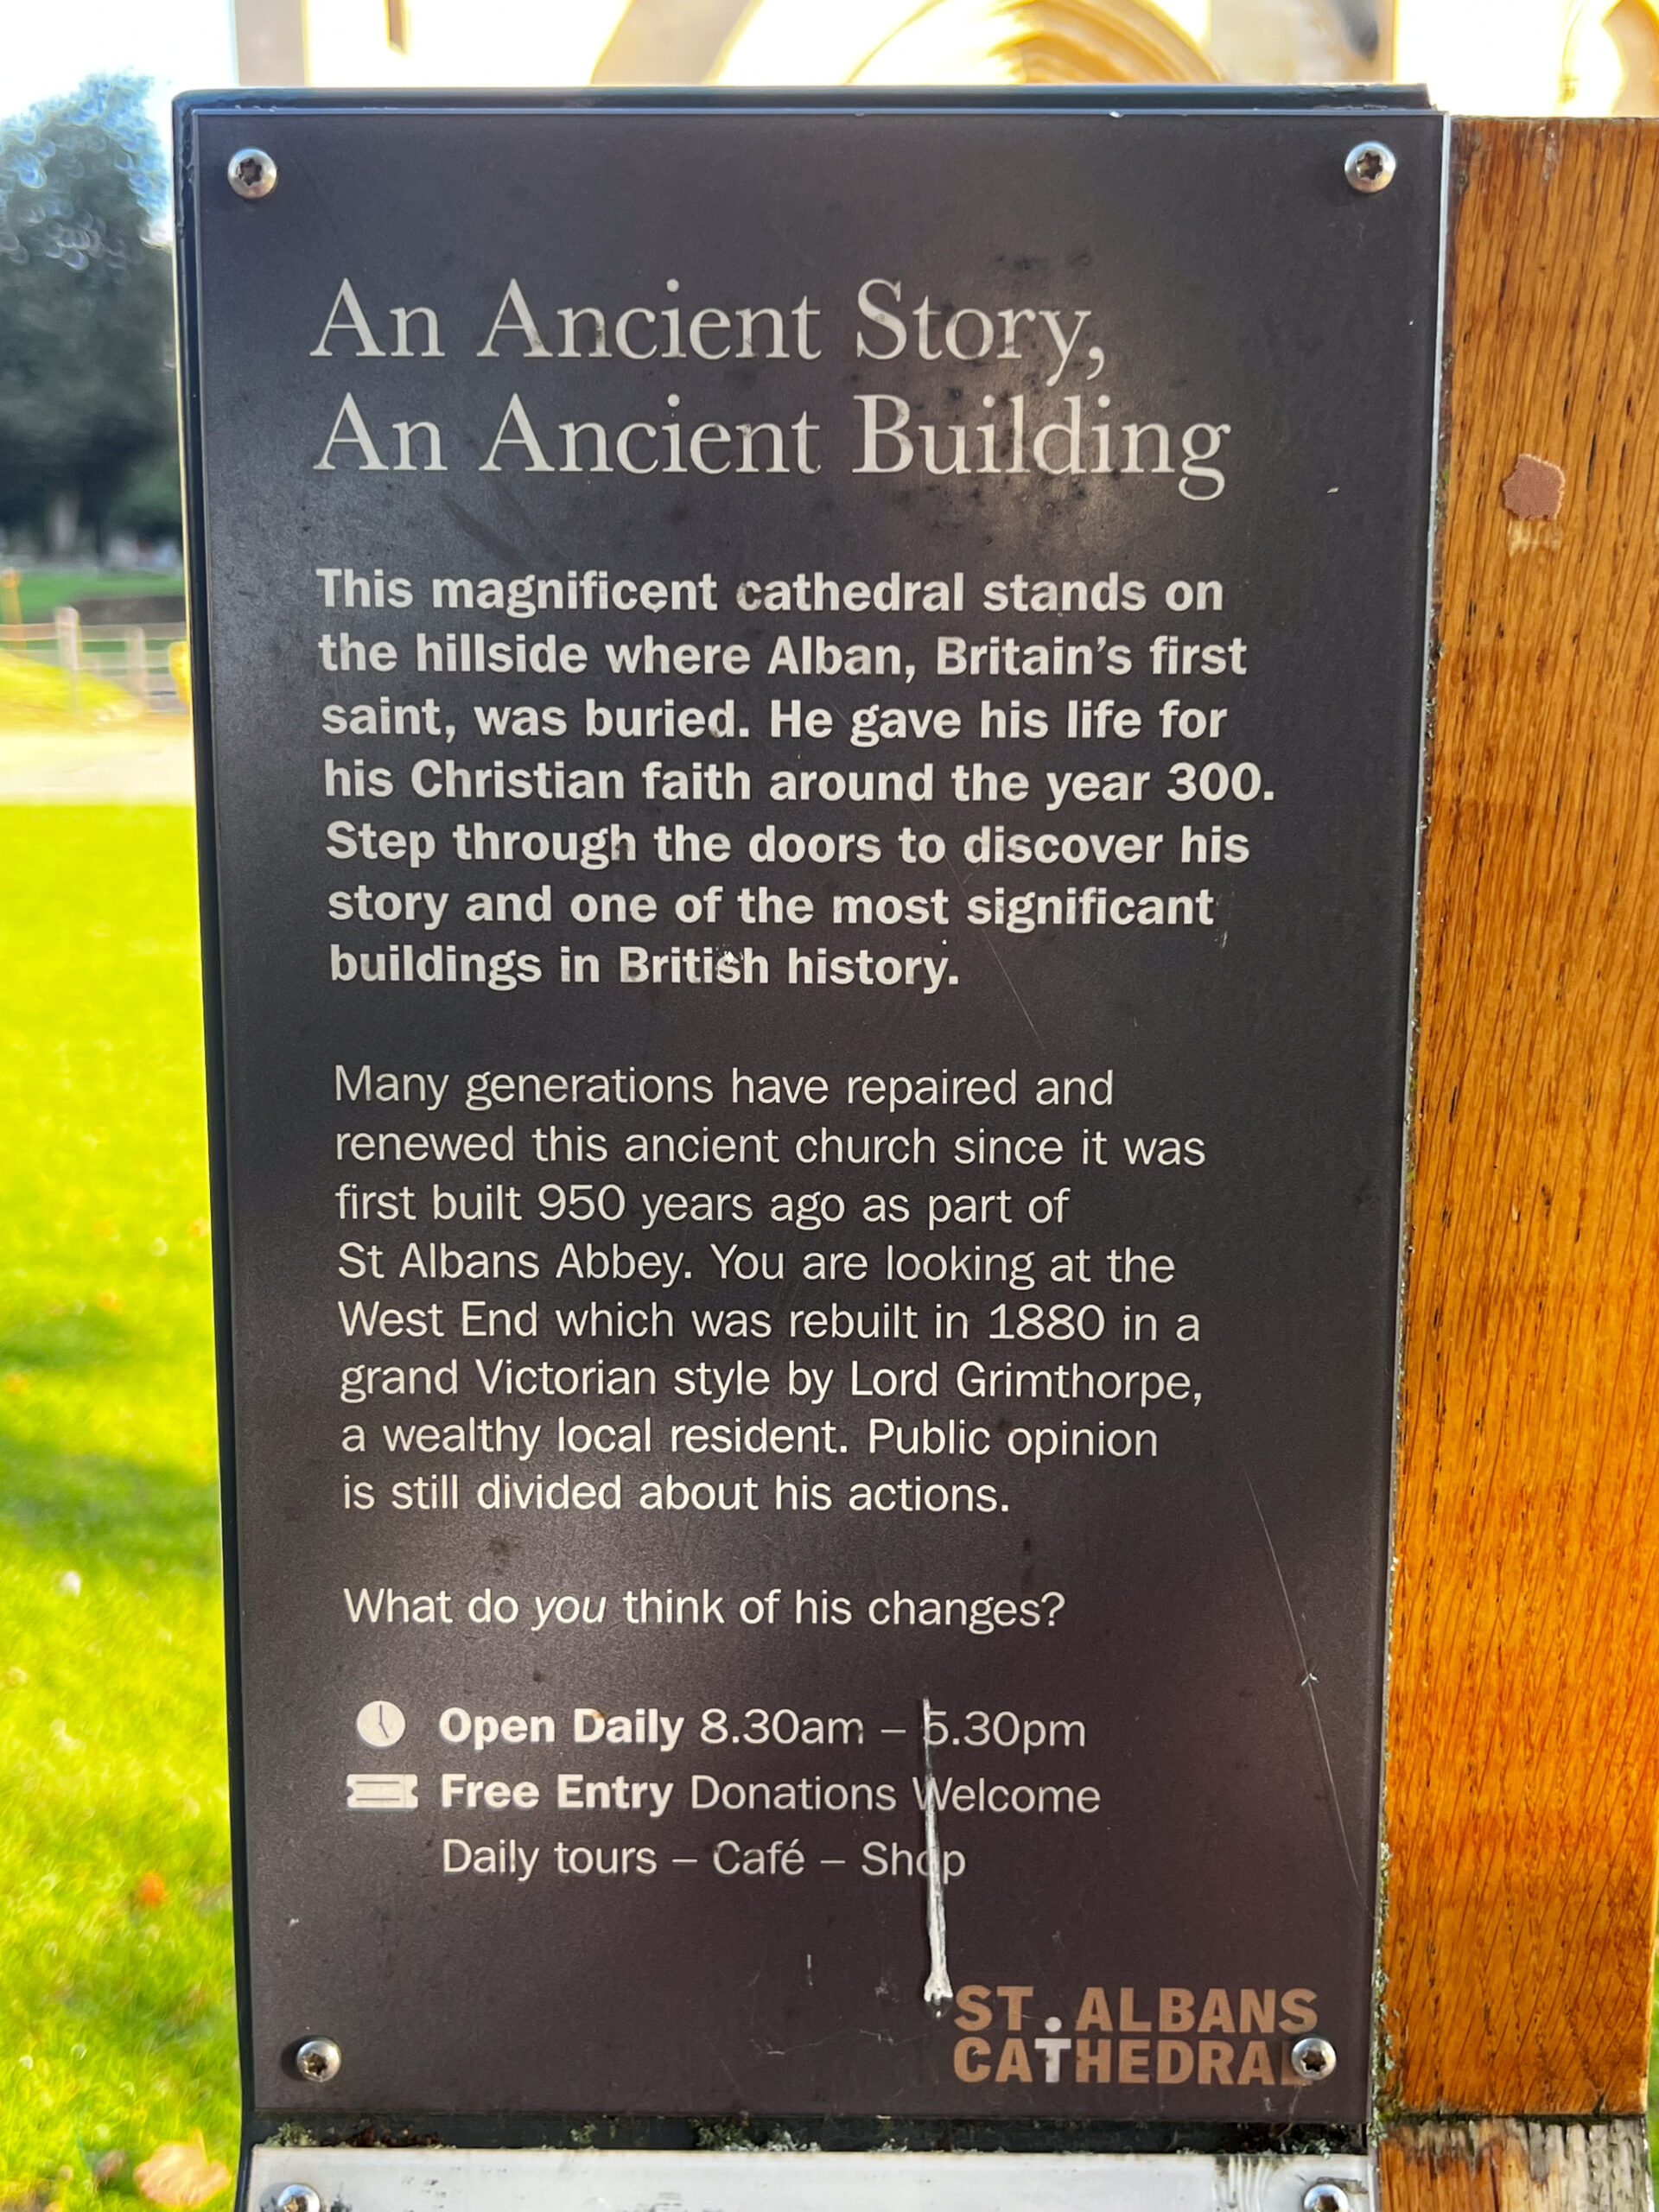 An Ancient Story,
An Ancient Building
This magnificent cathedral stands on
the hillside where Alban, Britain’s first
saint, was buried. He gave his life for
his Christian faith around the year 300.
Step through the doors to discover his
story and one of the most significant
buildings in British history.
Many generations have repaired and
renewed this ancient church since it was
first built 950 years ago as part of
St Albans Abbey. You are looking at the
West End which was rebuilt in 1880 in a
grand Victorian style by Lord Grimthorpe,
a wealthy local resident. Public opinion
is still divided about his actions.
What do you think of his changes?
Open Daily 8.30am – 5.30pm
Free Entry Donations Welcome
Daily tours – Café – Shop
ST. ALBANS
CATHEDRAL